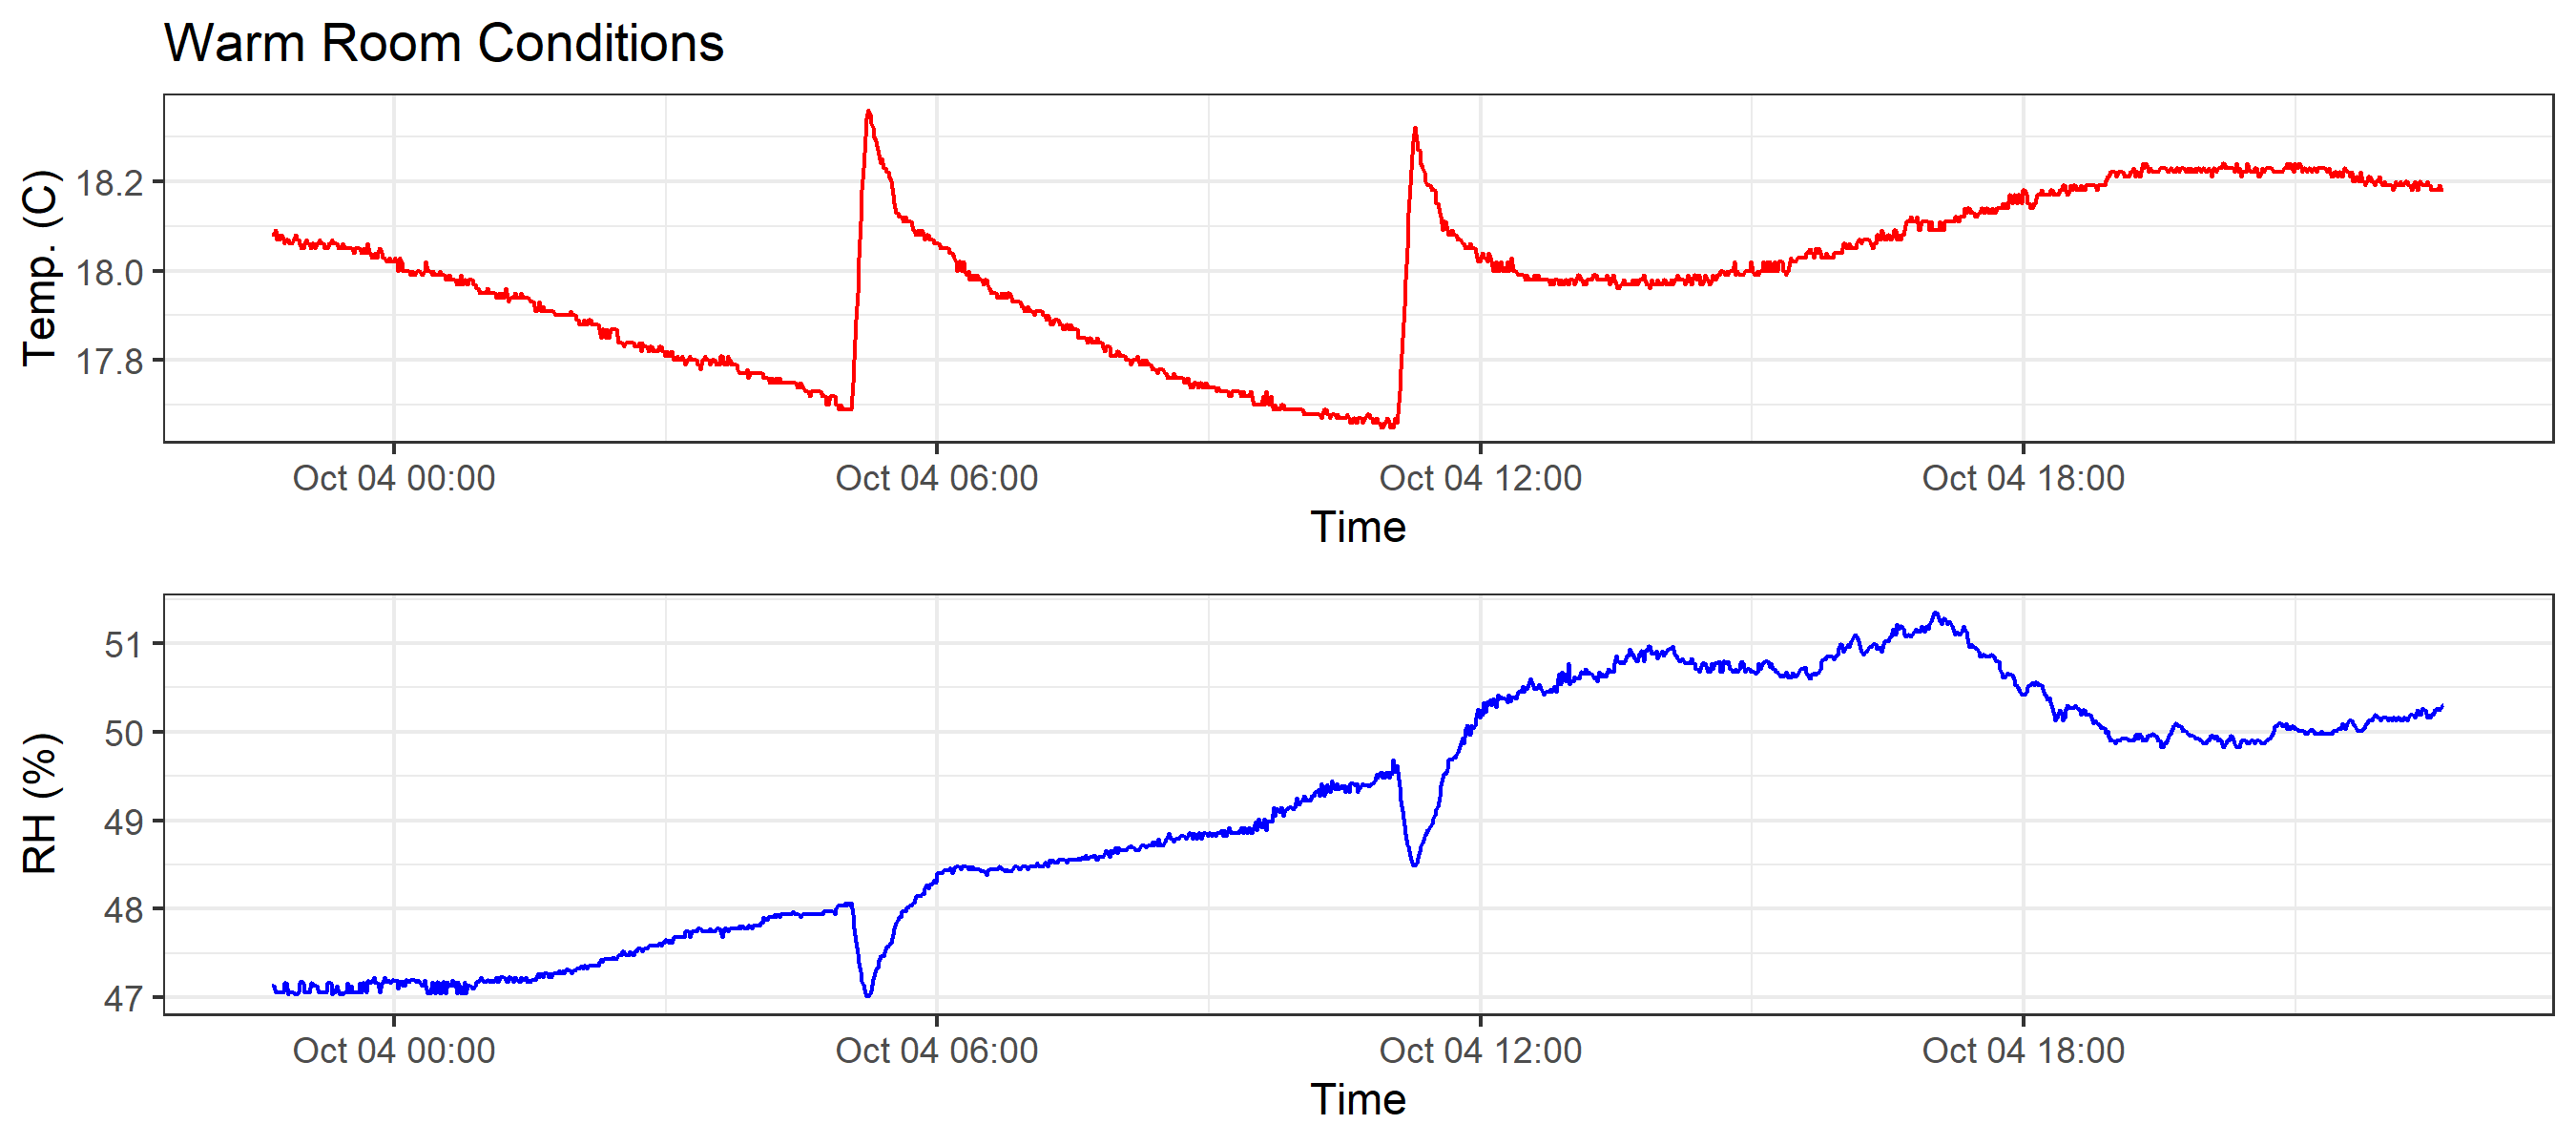 Warm Room Conditions
Temp. (C)
18.2
18.0
17.8
Oct 04 00:00 Oct 04 06:00 Oct 04 12:00 Oct 04 18:00
Time
RH (%)
51
50
49
48
47
Oct 04 00:00 Oct 04 06:00 Oct 04 12:00 Oct 04 18:00
Time